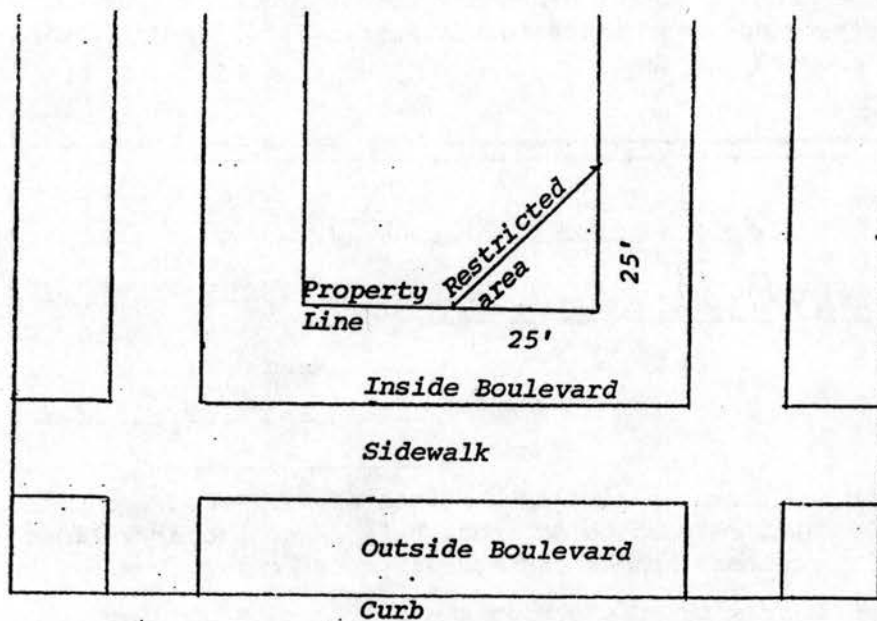 Restricted
area
25'
Property
Line
25'
Inside Boulevard
Sidewalk
Outside Boulevard
Curb